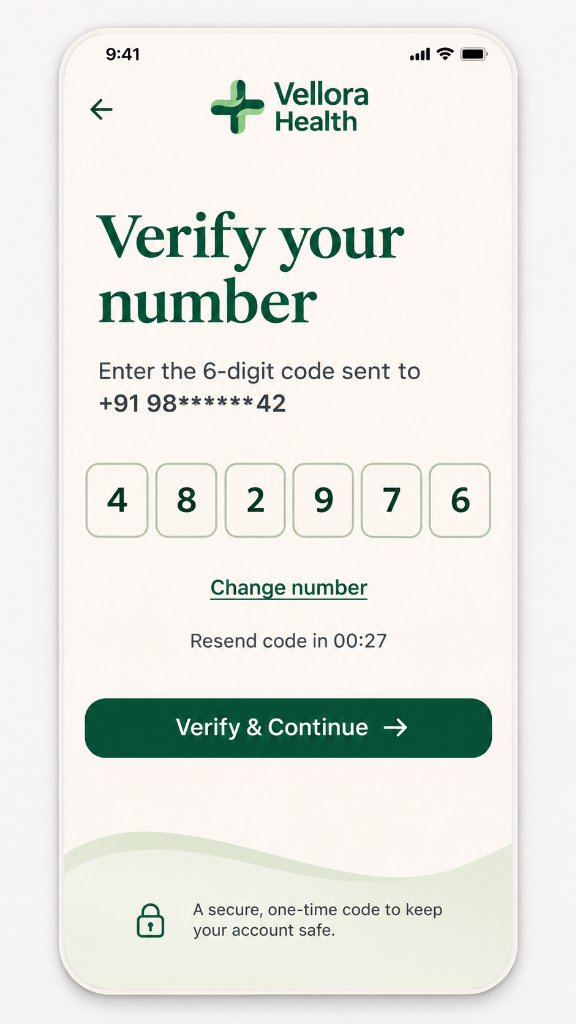 9:41
Vellora
Health
Verify your
number
Enter the 6-digit code sent to
+91 98******42
4 8 2 9 7 6
Change number
Resend code in 00:27
Verify & Continue →
A secure, one-time code to keep
your account safe.